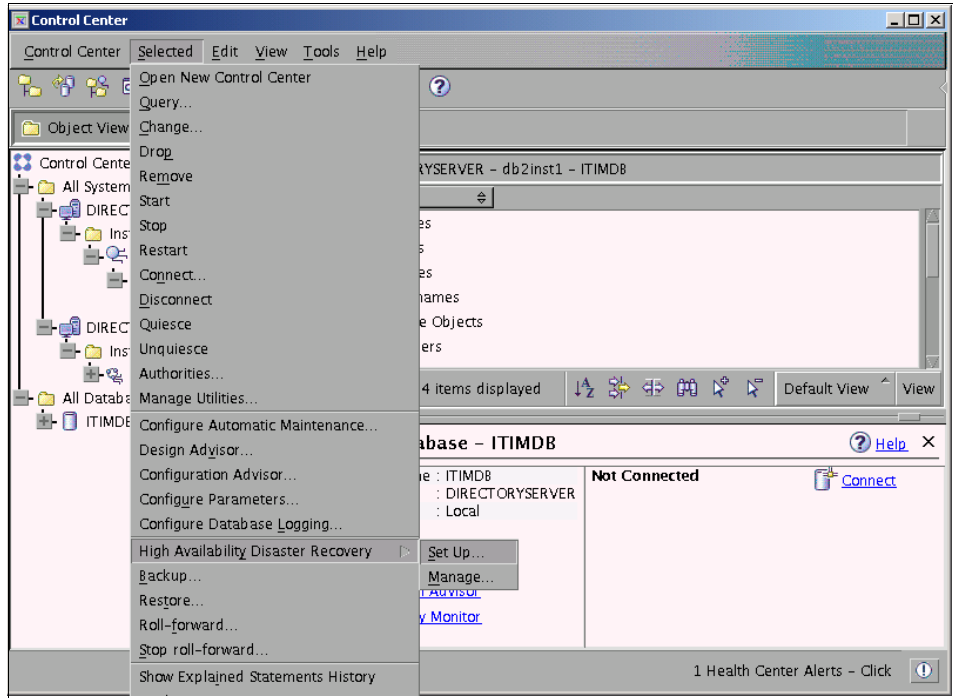 Control Center
Control Center Selected Edit View Tools Help
Open New Control Center
Query...
Object View
Change...
Drop
Control Cente
RYSERVER - db2inst1 - ITIMDB
All System
Remove
DIREC
Start
Ins
Stop
es
Restart
s
Connect...
es
Disconnect
names
DIREC
Quiesce
e Objects
Ins
Unquiesce
ers
Authorities...
All Databa
Manage Utilities...
4 items displayed
Default View
View
ITIMDB
Configure Automatic Maintenance...
Design Advisor...
abase - ITIMDB
Help
Configuration Advisor...
ne : ITIMDB
Not Connected
Connect
Configure Parameters...
: DIRECTORYSERVER
Configure Database Logging...
: Local
High Availability Disaster Recovery
Set Up...
Backup...
Manage...
Restore...
n Advisor
Roll-forward...
y Monitor
Stop roll-forward...
Show Explained Statements History
1 Health Center Alerts - Click